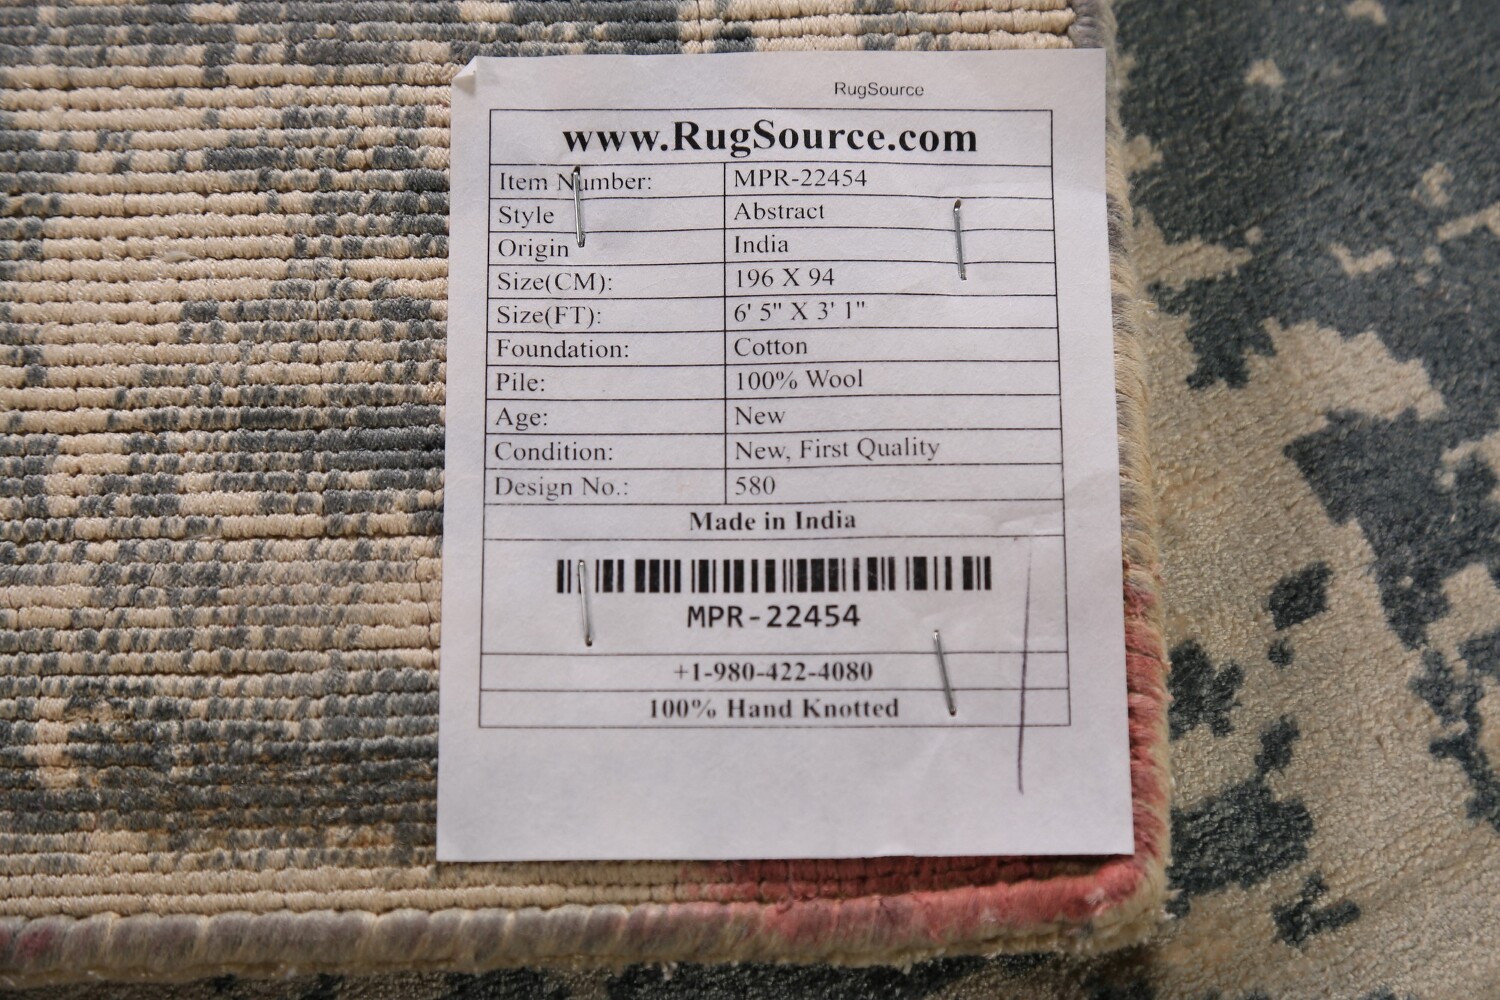 RugSource
www.RugSource.com
Item Number: MPR-22454
Style Abstract
Origin India
Size(CM): 196 X 94
Size(FT): 6' 5" X 3' 1"
Foundation: Cotton
Pile: 100% Wool
Age: New
Condition: New, First Quality
Design No.: 580
Made in India
MPR-22454
+1-980-422-4080
100% Hand Knotted